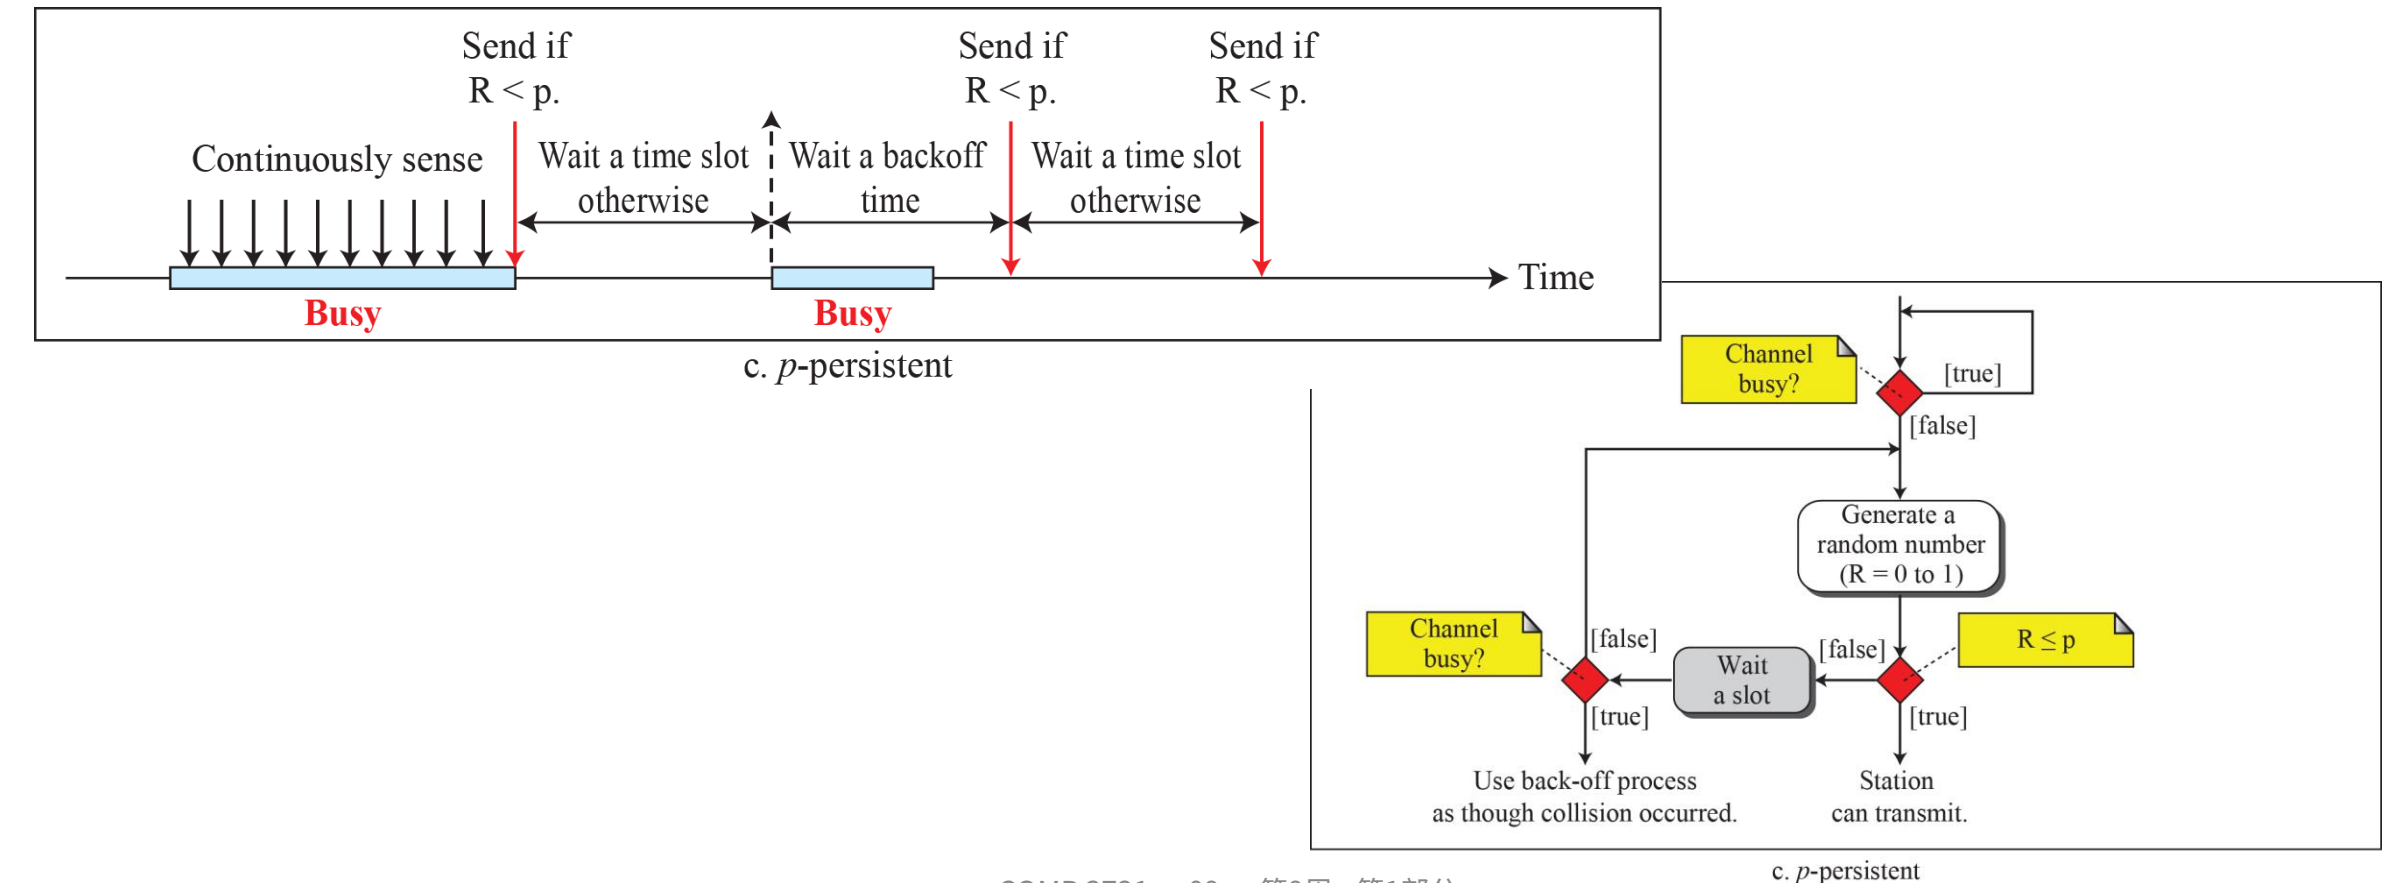 Send if
R < p.
Send if
R < p.
Send if
R < p.
Continuously sense
Wait a time slot
otherwise
Wait a backoff
time
Wait a time slot
otherwise
Time
Busy
Busy
c. p-persistent
Channel
busy?
[true]
[false]
Generate a
random number
(R = 0 to 1)
Channel
busy?
[false]
Wait
a slot
[false]
R ≤ p
[true]
[true]
Use back-off process
as though collision occurred.
Station
can transmit.
c. p-persistent